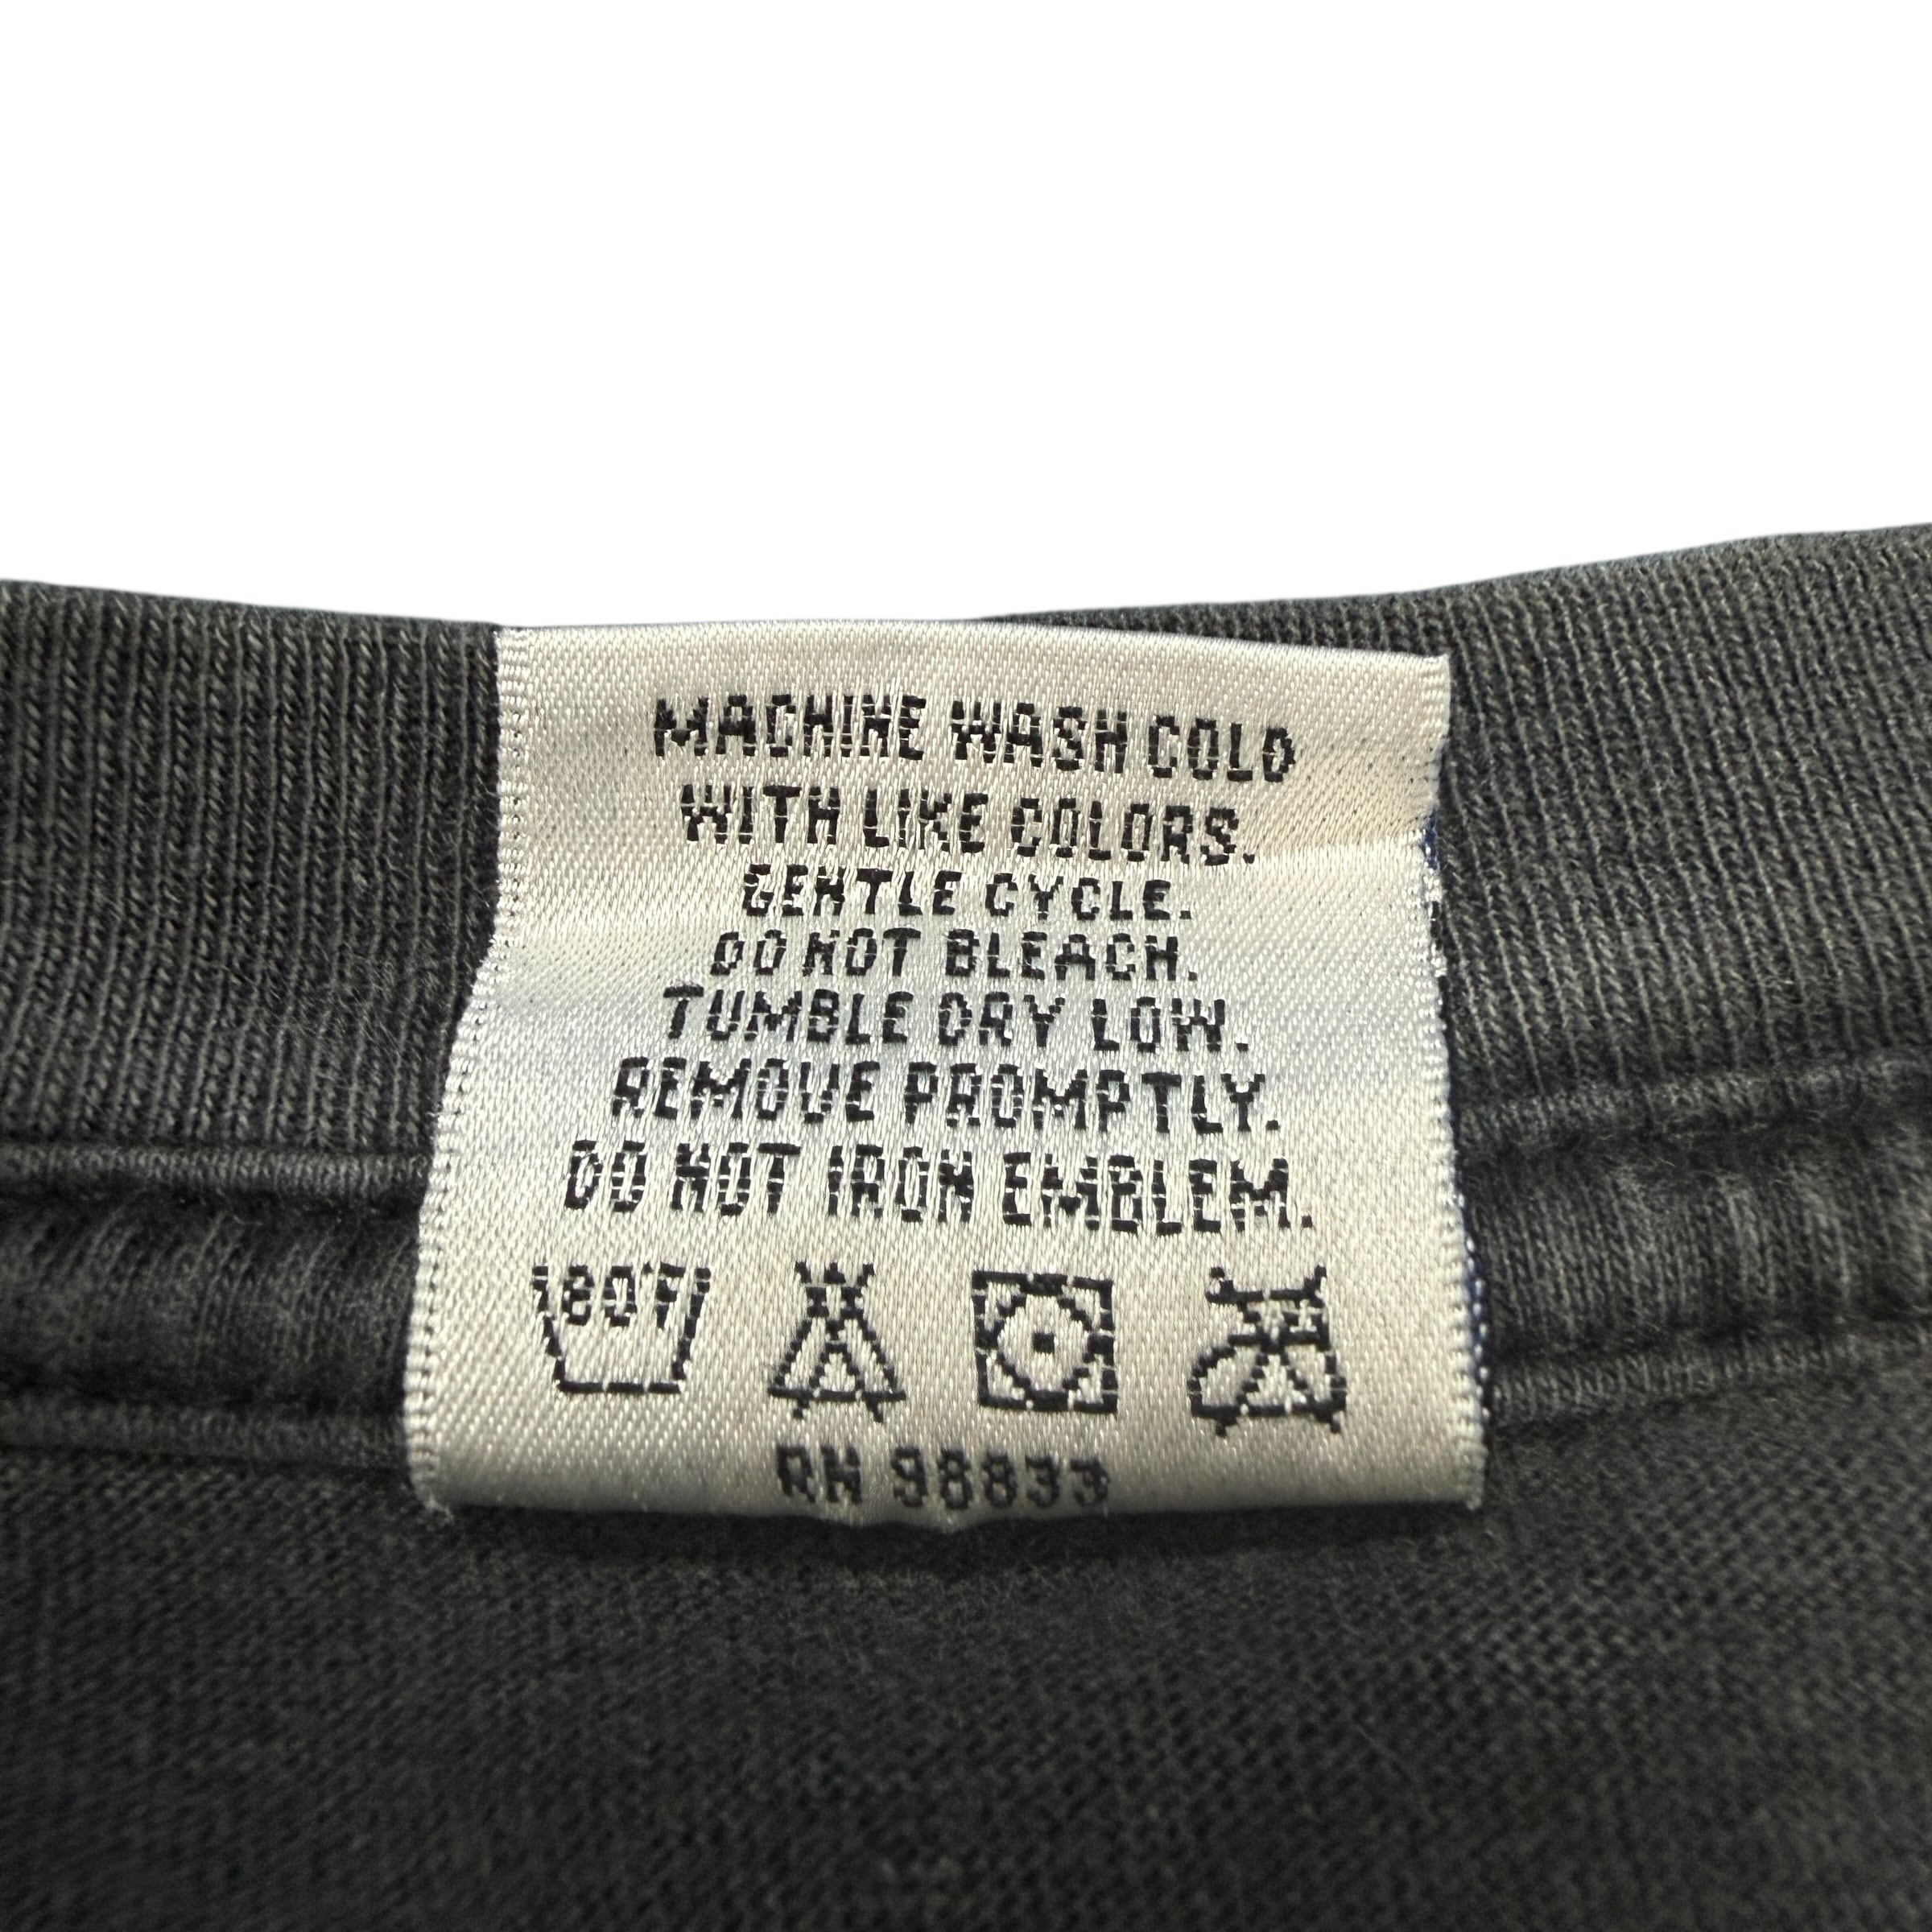 MACHINE WASH COLD
WITH LIKE COLORS.
GENTLE CYCLE.
DO NOT BLEACH.
TUMBLE DRY LOW.
REMOVE PROMPTLY.
DO NOT IRON EMBLEM.
80°F
RN 98833